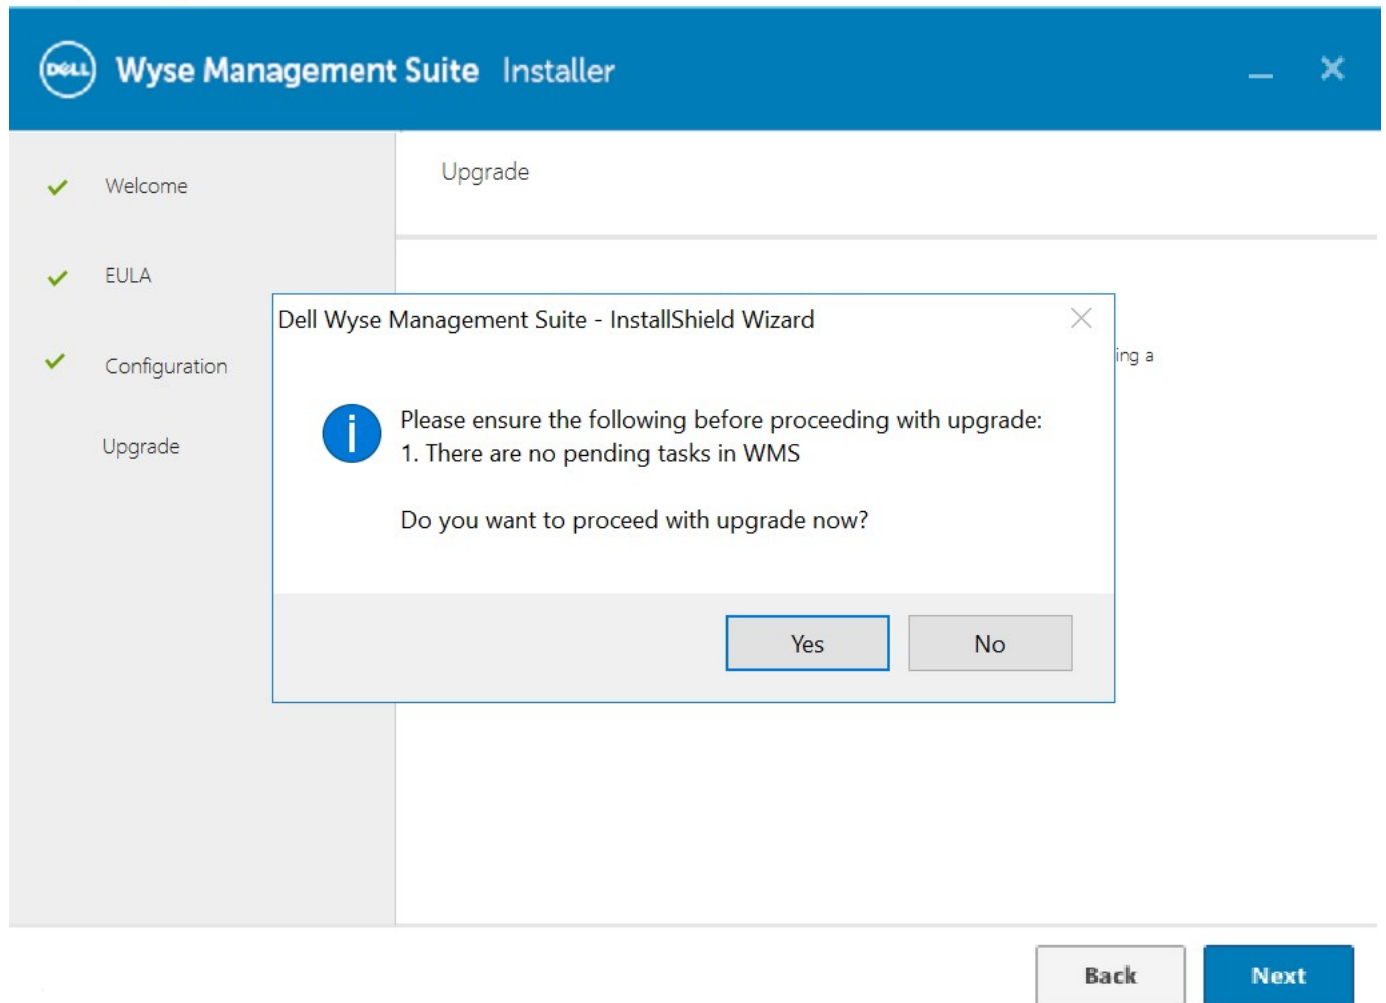 DELL Wyse Management Suite Installer
Welcome
Upgrade
EULA
Dell Wyse Management Suite - InstallShield Wizard
ing a
Configuration
i
Please ensure the following before proceeding with upgrade:
1. There are no pending tasks in WMS
Upgrade
Do you want to proceed with upgrade now?
Yes No
Back Next